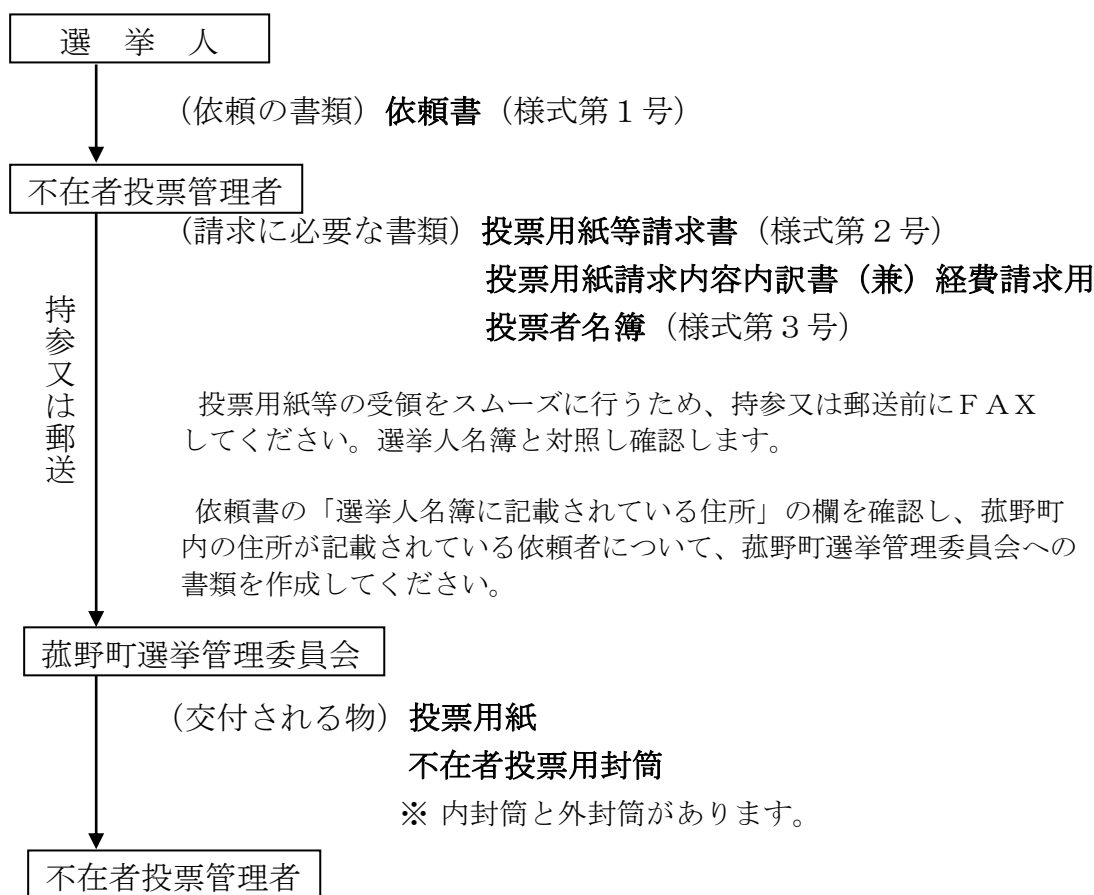 選　挙　人
（依頼の書類）依頼書（様式第１号）
不在者投票管理者
（請求に必要な書類）投票用紙等請求書（様式第２号）
投票用紙請求内容内訳書（兼）経費請求用
投票者名簿（様式第３号）
持参又は郵送
投票用紙等の受領をスムーズに行うため、持参又は郵送前にＦＡＸ
してください。選挙人名簿と対照し確認します。
依頼書の「選挙人名簿に記載されている住所」の欄を確認し、菰野町
内の住所が記載されている依頼者について、菰野町選挙管理委員会への
書類を作成してください。
菰野町選挙管理委員会
（交付される物）投票用紙
不在者投票用封筒
※ 内封筒と外封筒があります。
不在者投票管理者